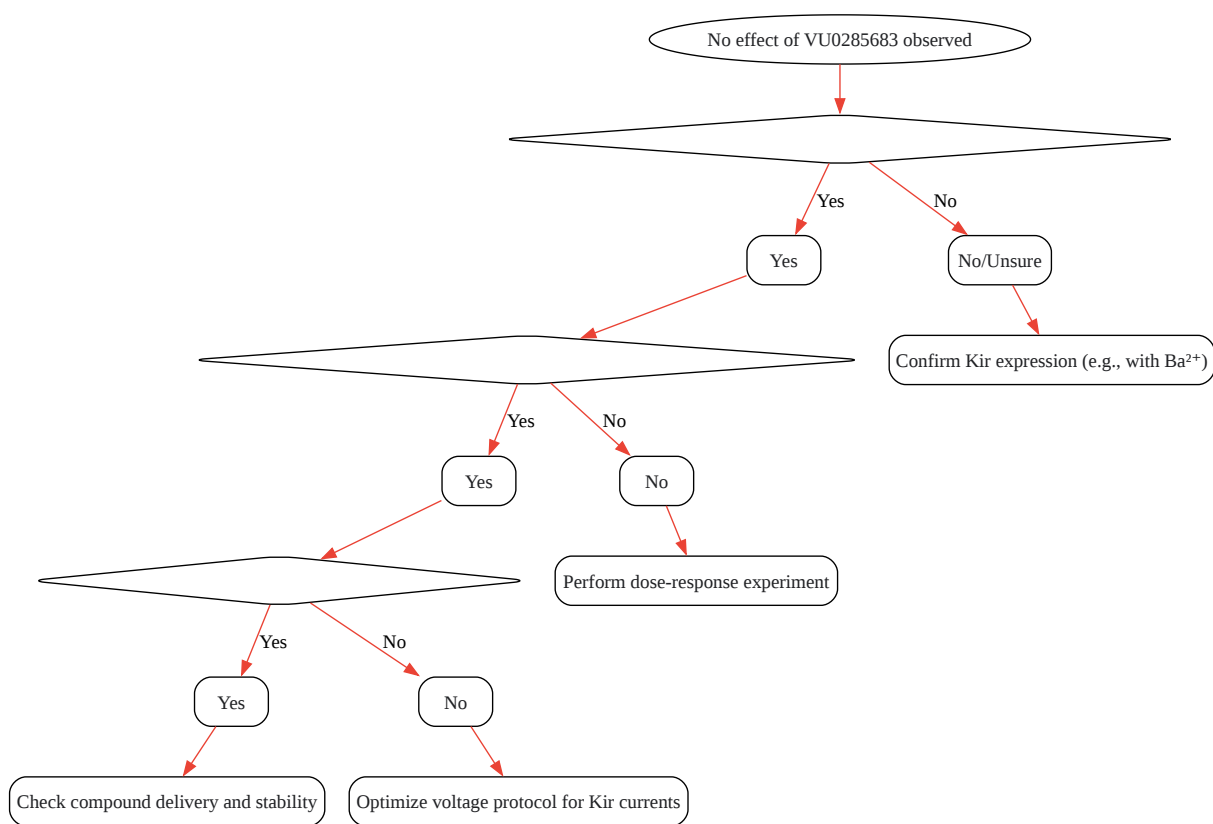 No effect of VU0285683 observed
Yes
No
Yes
No/Unsure
Confirm Kir expression (e.g., with Ba²⁺)
Yes
No
Yes
No
Perform dose-response experiment
Yes
No
Yes
No
Check compound delivery and stability
Optimize voltage protocol for Kir currents